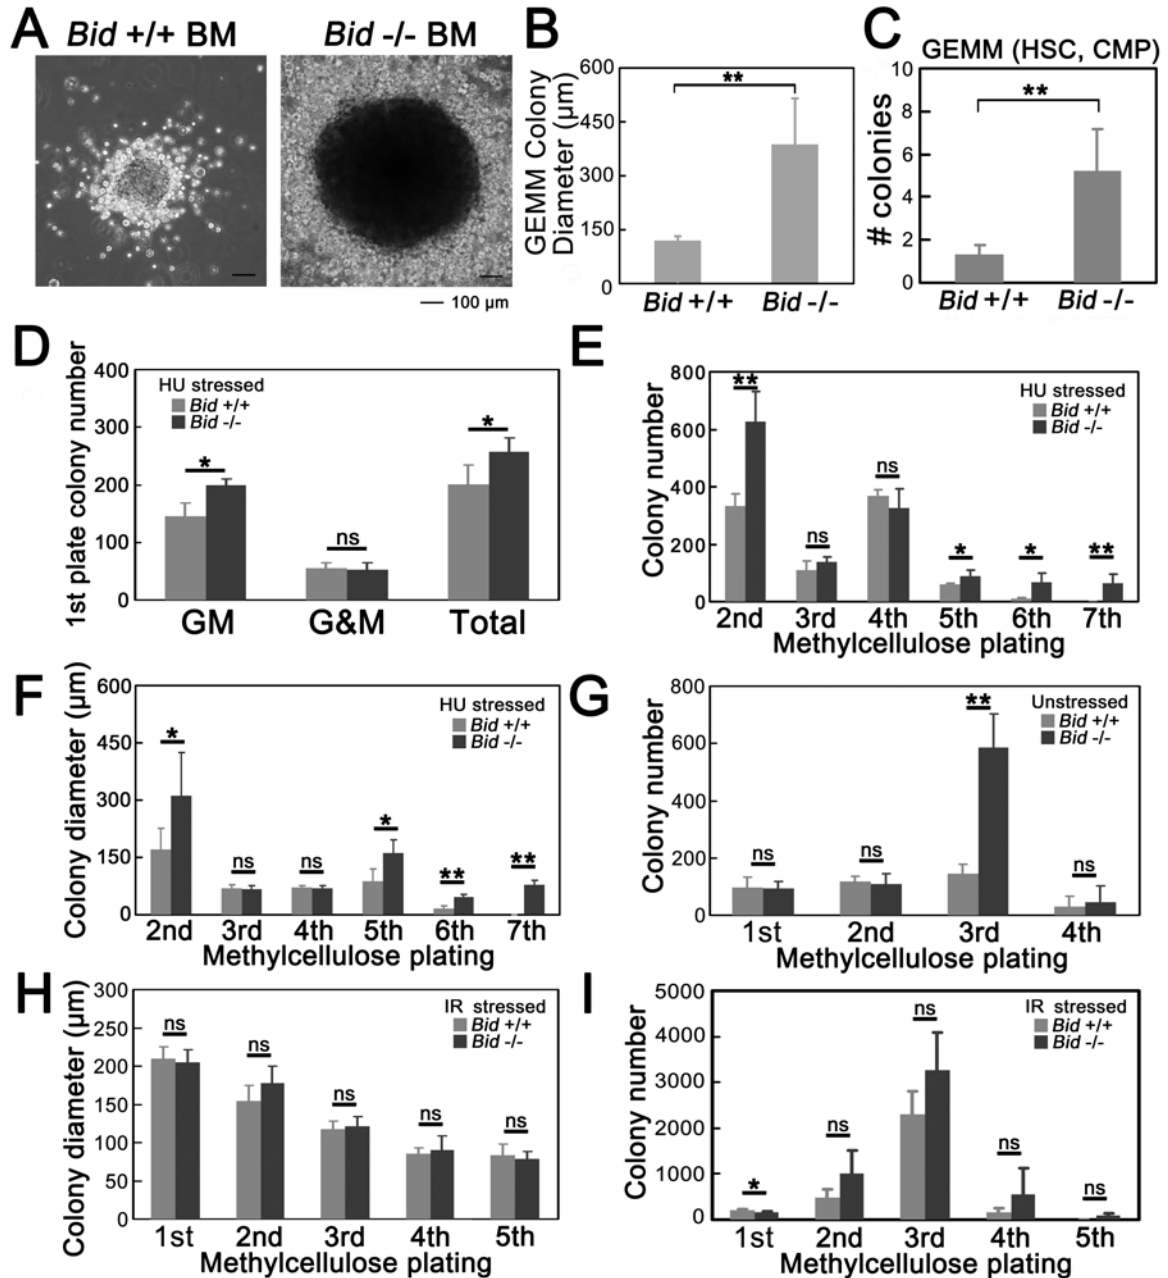 A
Bid +/+ BM
Bid -/- BM
100 µm
B
GEMM Colony
Diameter (µm)
600
450
300
150
0
**
Bid +/+
Bid -/-
C
GEMM (HSC, CMP)
# colonies
10
8
6
4
2
0
**
Bid +/+
Bid -/-
D
1st plate colony number
400
300
200
100
0
HU stressed
Bid +/+
Bid -/-
*
ns
*
GM
G&M
Total
E
Colony number
800
600
400
200
0
HU stressed
Bid +/+
Bid -/-
**
ns
ns
*
*
**
2nd 3rd 4th 5th 6th 7th
Methylcellulose plating
F
Colony diameter (µm)
600
450
300
150
0
HU stressed
Bid +/+
Bid -/-
*
ns
ns
*
**
**
2nd 3rd 4th 5th 6th 7th
Methylcellulose plating
G
Colony number
800
600
400
200
0
Unstressed
Bid +/+
Bid -/-
ns
ns
**
ns
1st 2nd 3rd 4th
Methylcellulose plating
H
Colony diameter (µm)
300
250
200
150
100
50
0
IR stressed
Bid +/+
Bid -/-
ns
ns
ns
ns
ns
1st 2nd 3rd 4th 5th
Methylcellulose plating
I
Colony number
5000
4000
3000
2000
1000
0
IR stressed
Bid +/+
Bid -/-
*
ns
ns
ns
ns
1st 2nd 3rd 4th 5th
Methylcellulose plating